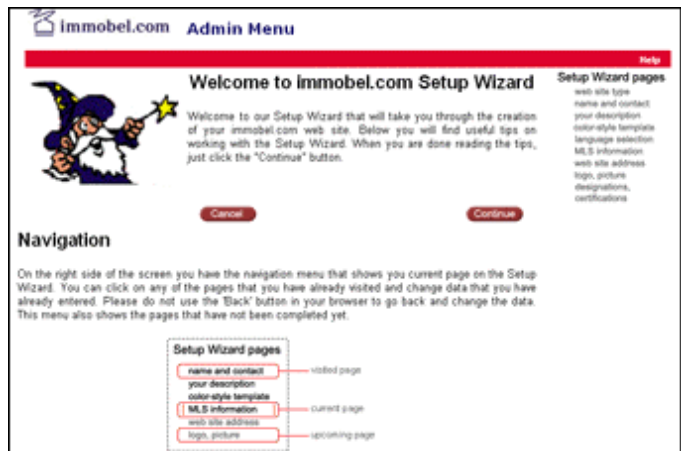 immobel.com Admin Menu
Help
Welcome to immobel.com Setup Wizard
Welcome to our Setup Wizard that will take you through the creation
of your immobel.com web site. Below you will find useful tips on
working with the Setup Wizard. When you are done reading the tips,
just click the "Continue" button.
Cancel
Continue
Setup Wizard pages
web site type
name and contact
your description
color-style template
language selection
MLS information
web site address
logo, picture
designations,
certifications
Navigation
On the right side of the screen you have the navigation menu that shows you current page on the Setup
Wizard. You can click on any of the pages that you have already visited and change data that you have
already entered. Please do not use the 'Back' button in your browser to go back and change the data.
This menu also shows the pages that have not been completed yet.
Setup Wizard pages
name and contact visited page
your description
color-style template
MLS information current page
web site address
logo, picture upcoming page